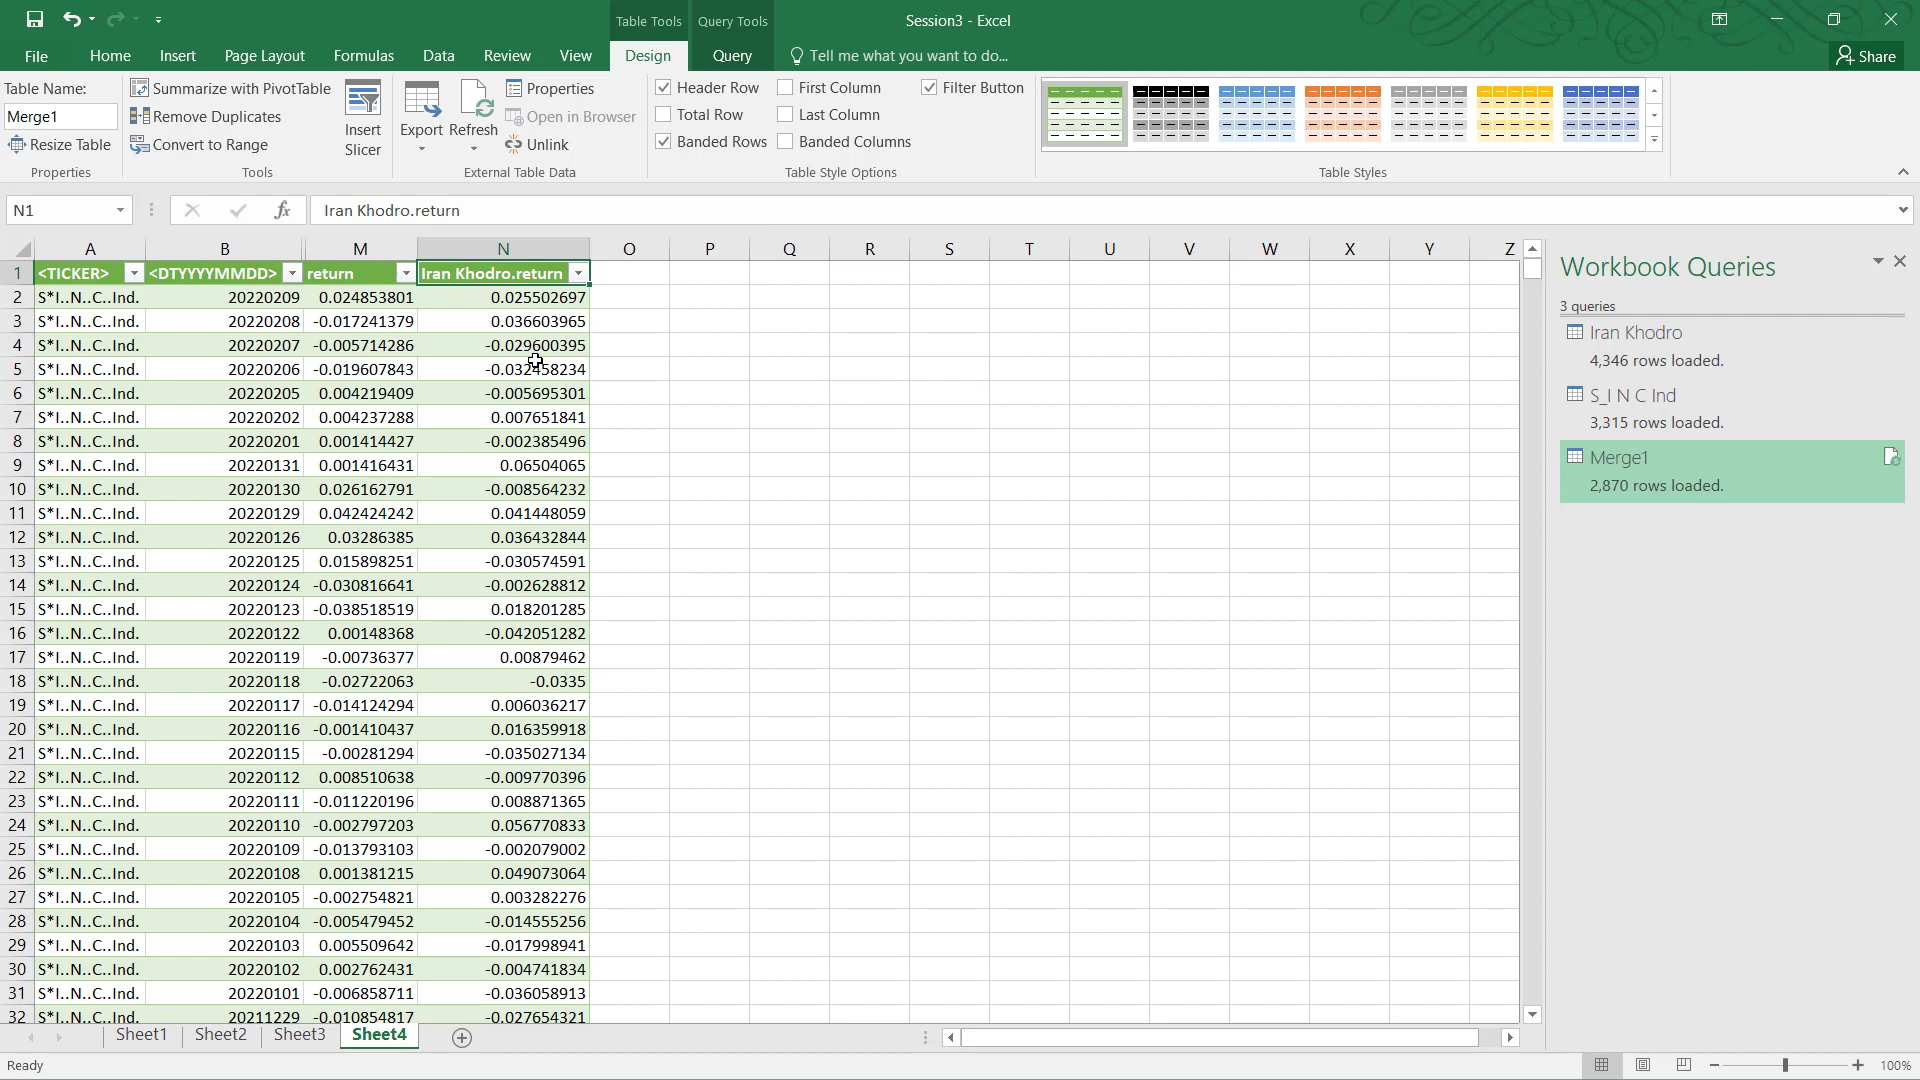 Table Tools Query Tools Session3 - Excel
File Home Insert Page Layout Formulas Data Review View Design Query Tell me what you want to do... Share
Table Name:
Merge1
Resize Table
Properties
Summarize with PivotTable
Remove Duplicates
Convert to Range
Tools
Insert
Slicer
Export
Refresh
Properties
Open in Browser
Unlink
External Table Data
Header Row First Column Filter Button
Total Row Last Column
Banded Rows Banded Columns
Table Style Options
Table Styles
N1 fx Iran Khodro.return
A B M N O P Q R S T U V W X Y Z
1 <TICKER> <DTYYYYMMDD> return Iran Khodro.return
2 S*I..N..C..Ind. 20220209 0.024853801 0.025502697
3 S*I..N..C..Ind. 20220208 -0.017241379 0.036603965
4 S*I..N..C..Ind. 20220207 -0.005714286 -0.029600395
5 S*I..N..C..Ind. 20220206 -0.019607843 -0.032458234
6 S*I..N..C..Ind. 20220205 0.004219409 -0.005695301
7 S*I..N..C..Ind. 20220202 0.004237288 0.007651841
8 S*I..N..C..Ind. 20220201 0.001414427 -0.002385496
9 S*I..N..C..Ind. 20220131 0.001416431 0.06504065
10 S*I..N..C..Ind. 20220130 0.026162791 -0.008564232
11 S*I..N..C..Ind. 20220129 0.042424242 0.041448059
12 S*I..N..C..Ind. 20220126 0.03286385 0.036432844
13 S*I..N..C..Ind. 20220125 0.015898251 -0.030574591
14 S*I..N..C..Ind. 20220124 -0.030816641 -0.002628812
15 S*I..N..C..Ind. 20220123 -0.038518519 0.018201285
16 S*I..N..C..Ind. 20220122 0.00148368 -0.042051282
17 S*I..N..C..Ind. 20220119 -0.00736377 0.00879462
18 S*I..N..C..Ind. 20220118 -0.02722063 -0.0335
19 S*I..N..C..Ind. 20220117 -0.014124294 0.006036217
20 S*I..N..C..Ind. 20220116 -0.001410437 0.016359918
21 S*I..N..C..Ind. 20220115 -0.00281294 -0.035027134
22 S*I..N..C..Ind. 20220112 0.008510638 -0.009770396
23 S*I..N..C..Ind. 20220111 -0.011220196 0.008871365
24 S*I..N..C..Ind. 20220110 -0.002797203 0.056770833
25 S*I..N..C..Ind. 20220109 -0.013793103 -0.002079002
26 S*I..N..C..Ind. 20220108 0.001381215 0.049073064
27 S*I..N..C..Ind. 20220105 -0.002754821 0.003282276
28 S*I..N..C..Ind. 20220104 -0.005479452 -0.014555256
29 S*I..N..C..Ind. 20220103 0.005509642 -0.017998941
30 S*I..N..C..Ind. 20220102 0.002762431 -0.004741834
31 S*I..N..C..Ind. 20220101 -0.006858711 -0.036058913
32 S*I..N..C..Ind. 20211229 -0.010854817 -0.027654321
Workbook Queries
3 queries
Iran Khodro
4,346 rows loaded.
S_I N C Ind
3,315 rows loaded.
Merge1
2,870 rows loaded.
Sheet1 Sheet2 Sheet3 Sheet4
Ready 100%